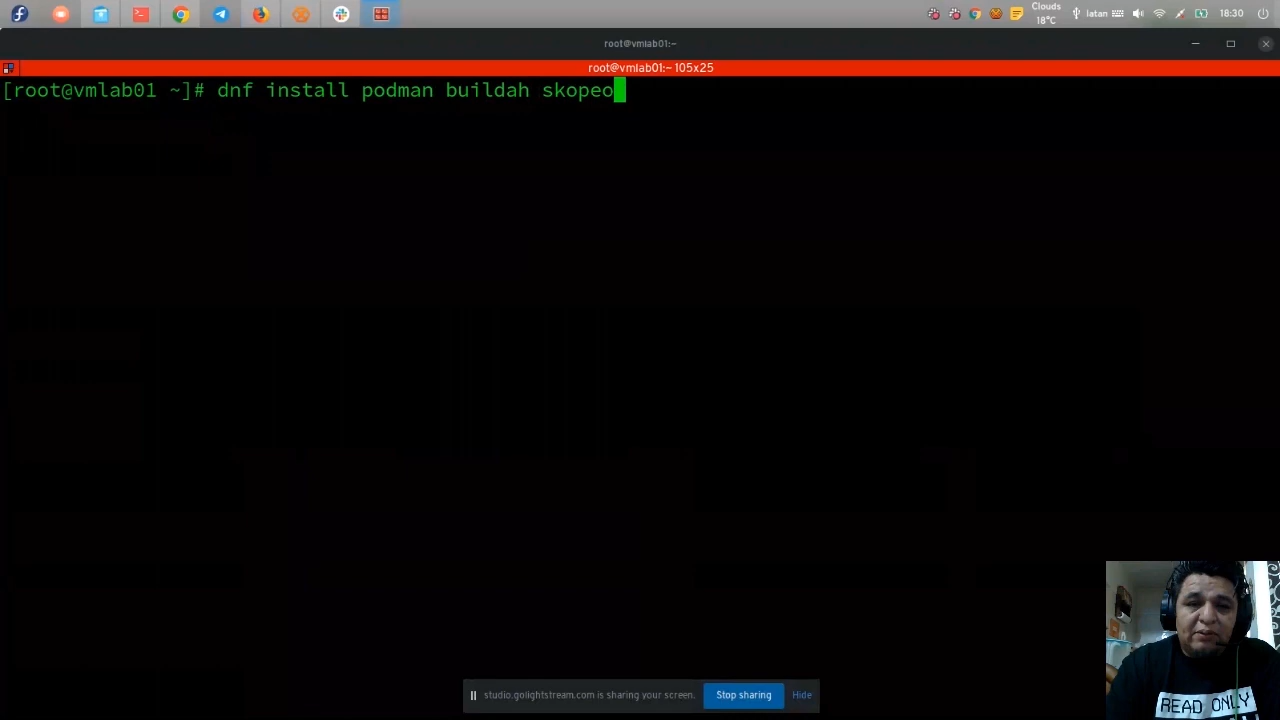 Clouds
18°C
latan
18:30
root@vmlab01:~
root@vmlab01:~ 105x25
[root@vmlab01 ~]# dnf install podman buildah skopeo
studio.golightstream.com is sharing your screen.
Stop sharing
Hide
READ ONLY